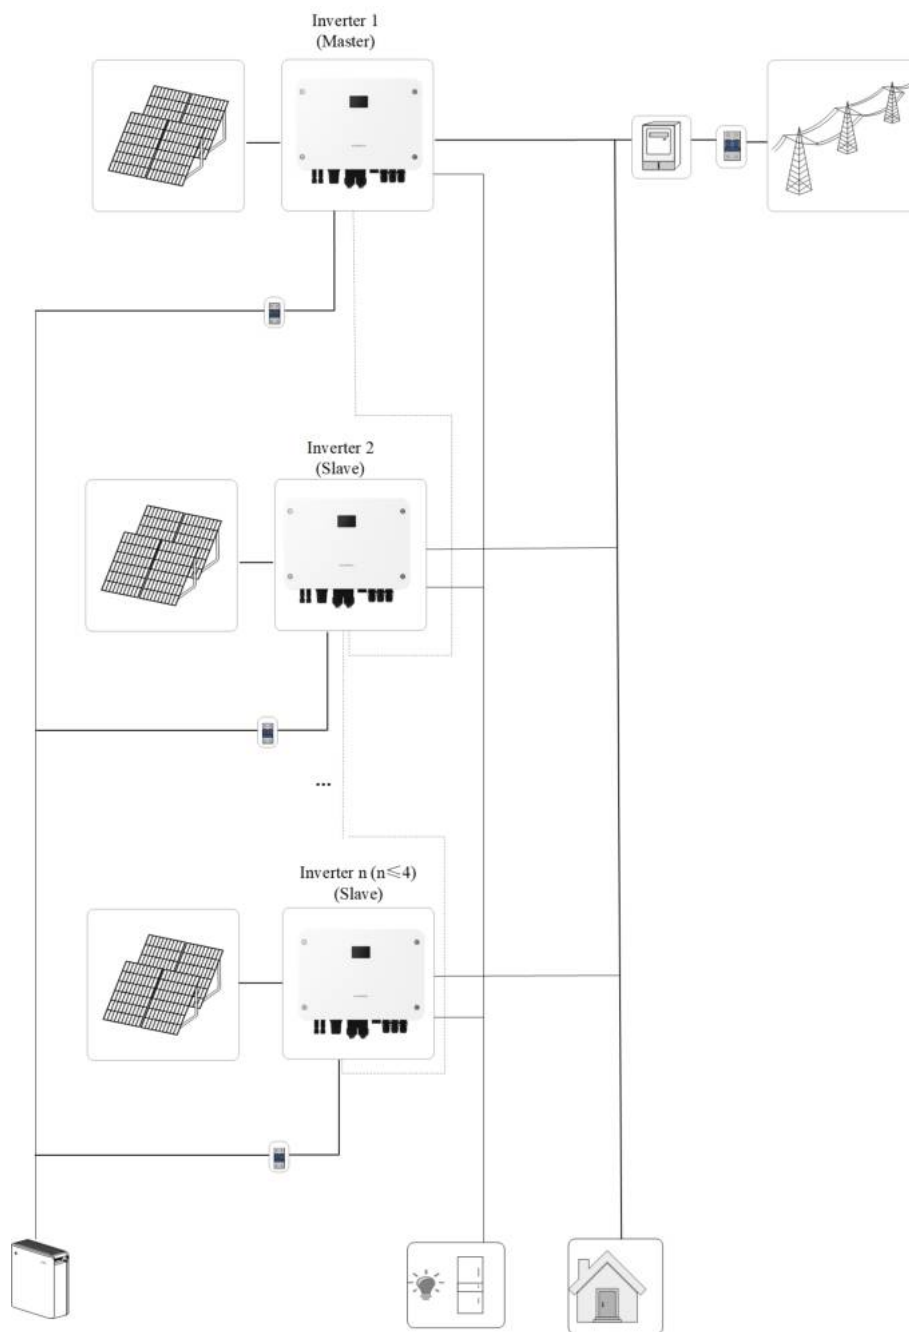 Inverter 1
(Master)
Inverter 2
(Slave)
...
Inverter n (n≤4)
(Slave)